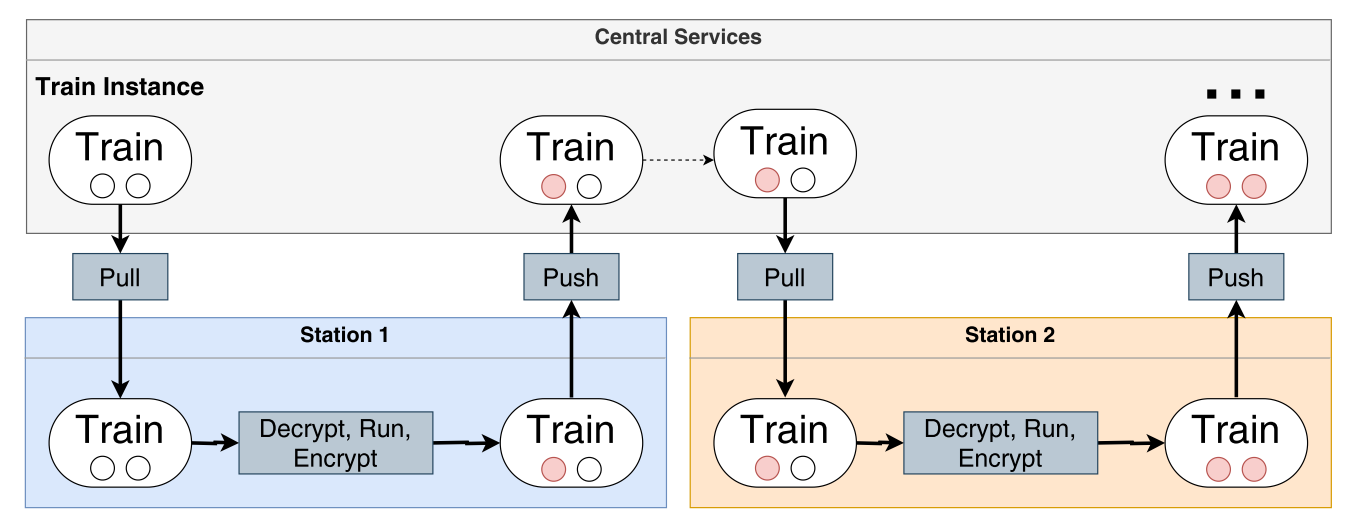 Central Services
Train Instance
...
Train
Train
Train
Train
Pull
Push
Pull
Push
Station 1
Station 2
Train
Decrypt, Run,
Encrypt
Train
Train
Decrypt, Run,
Encrypt
Train